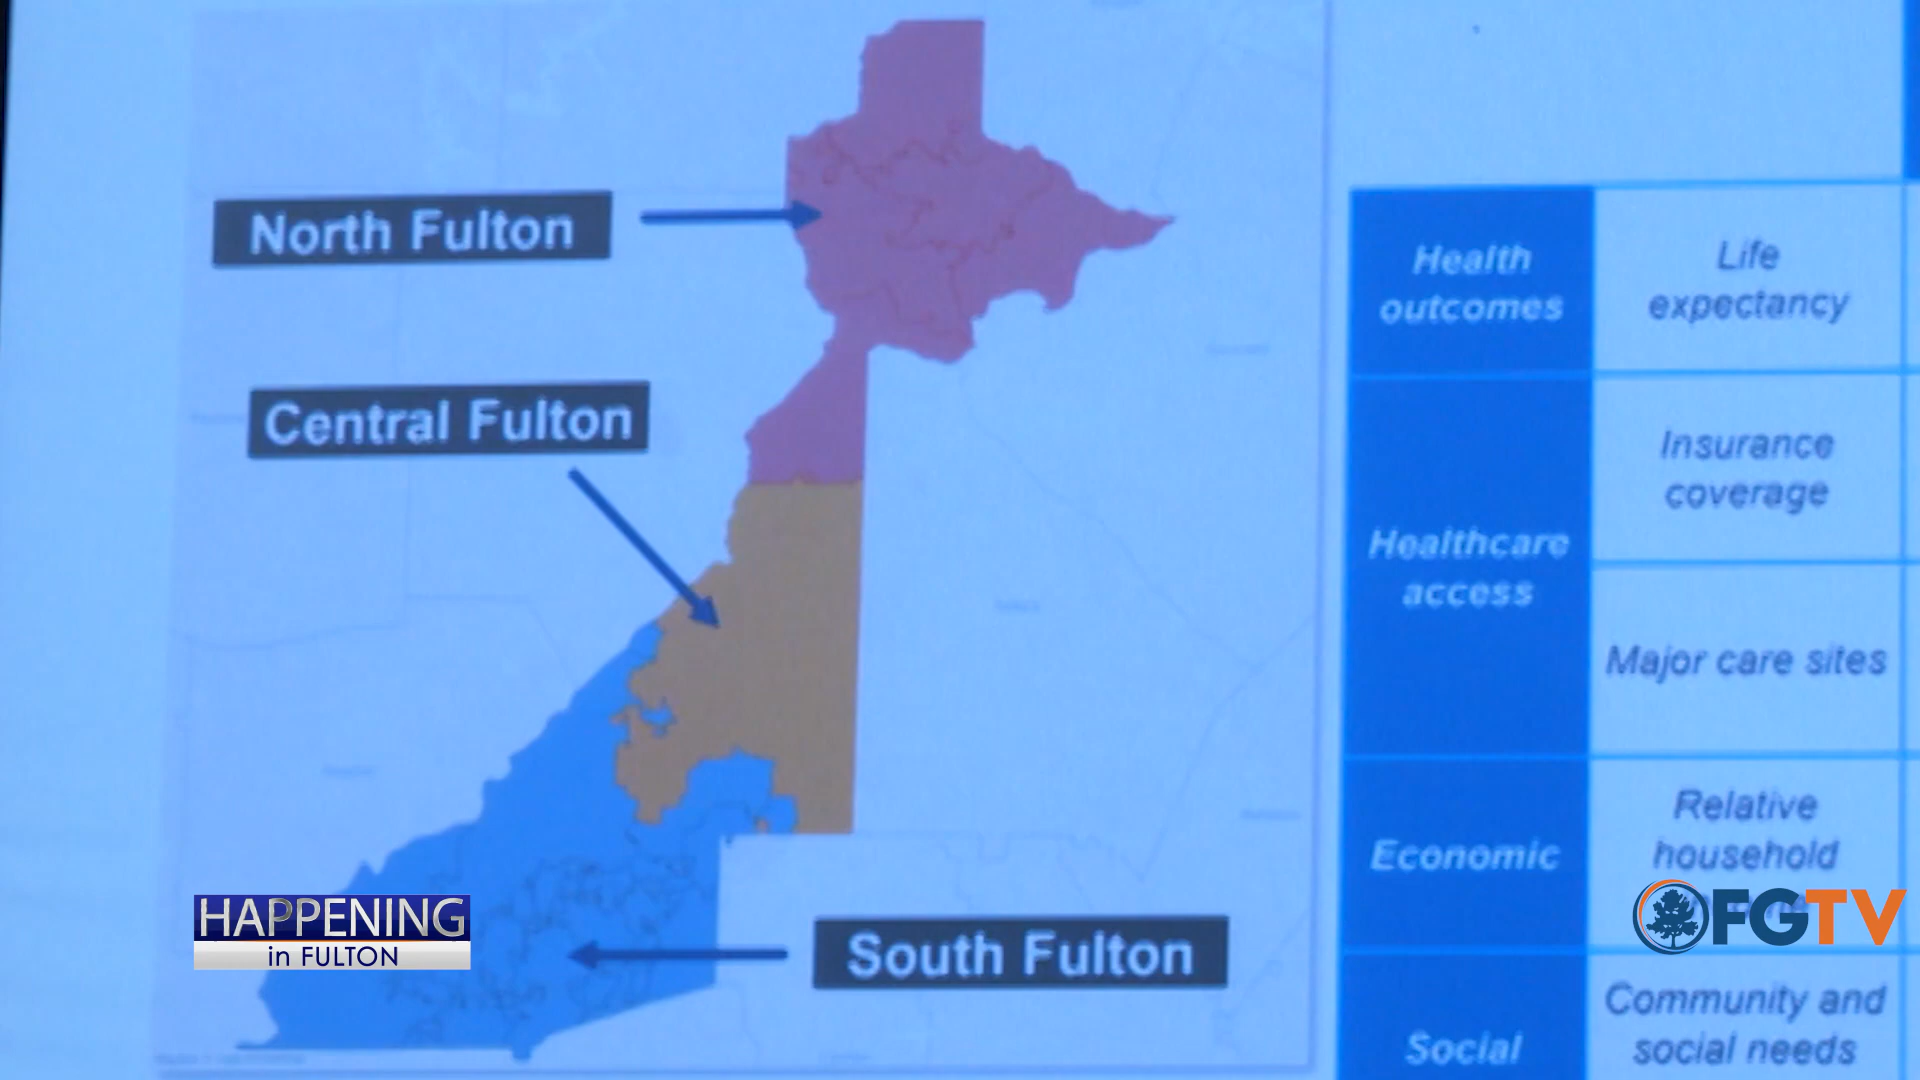 North Fulton
Central Fulton
South Fulton
Health
outcomes
Life
expectancy
Healthcare
access
Insurance
coverage
Major care sites
Economic
Relative
household
Social
Community and
social needs
HAPPENING
in FULTON
FGTV